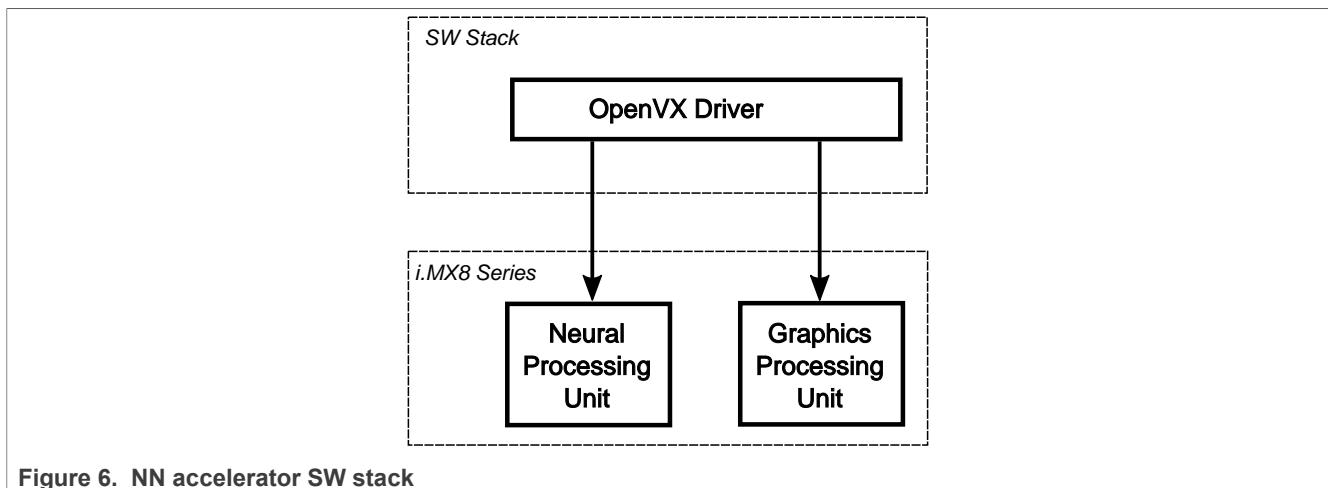 SW Stack
OpenVX Driver
i.MX8 Series
Neural
Processing
Unit
Graphics
Processing
Unit
Figure 6. NN accelerator SW stack